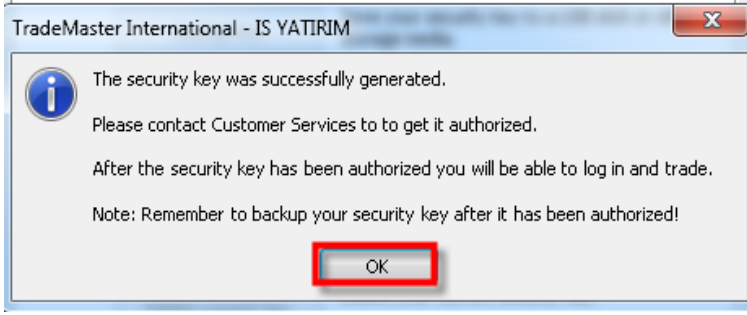 TradeMaster International - IS YATIRIM
The security key was successfully generated.
Please contact Customer Services to to get it authorized.
After the security key has been authorized you will be able to log in and trade.
Note: Remember to backup your security key after it has been authorized!
OK